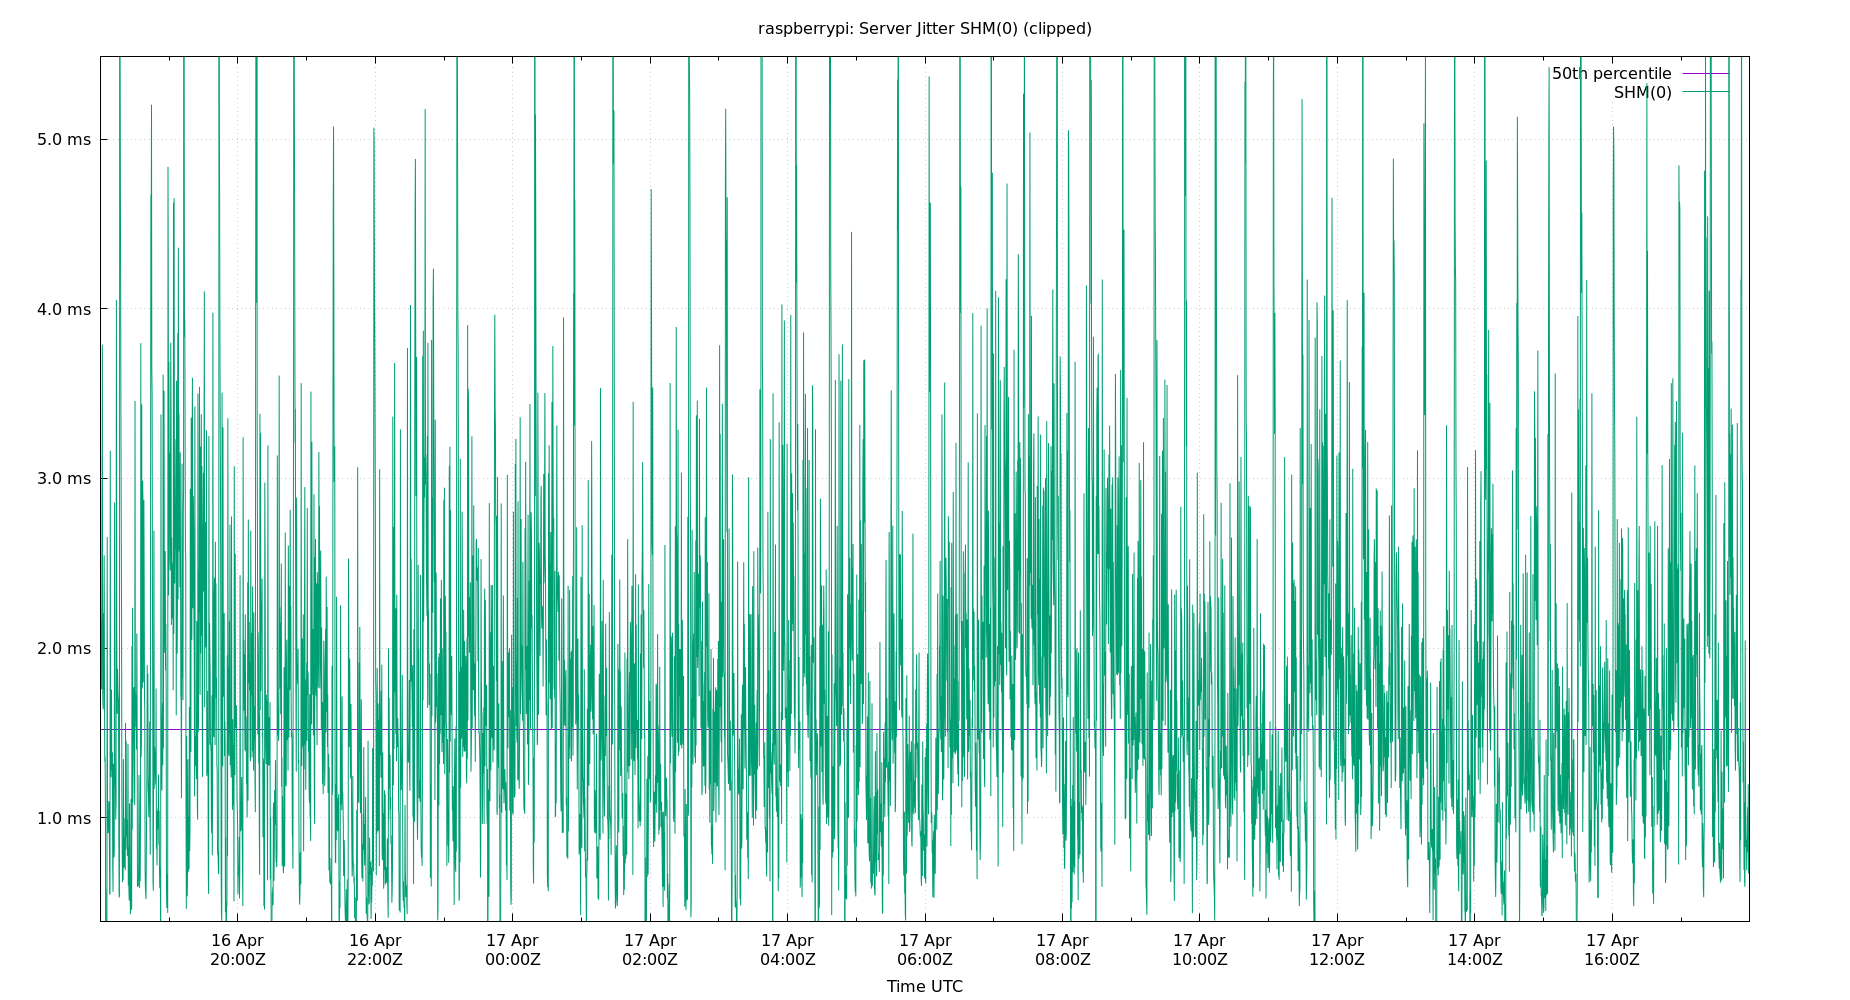 raspberrypi: Server Jitter SHM(0) (clipped)
50th percentile
SHM(0)
5.0 ms
4.0 ms
3.0 ms
2.0 ms
1.0 ms
16 Apr 16 Apr 17 Apr 17 Apr 17 Apr 17 Apr 17 Apr 17 Apr 17 Apr 17 Apr 17 Apr
20:00Z 22:00Z 00:00Z 02:00Z 04:00Z 06:00Z 08:00Z 10:00Z 12:00Z 14:00Z 16:00Z
Time UTC